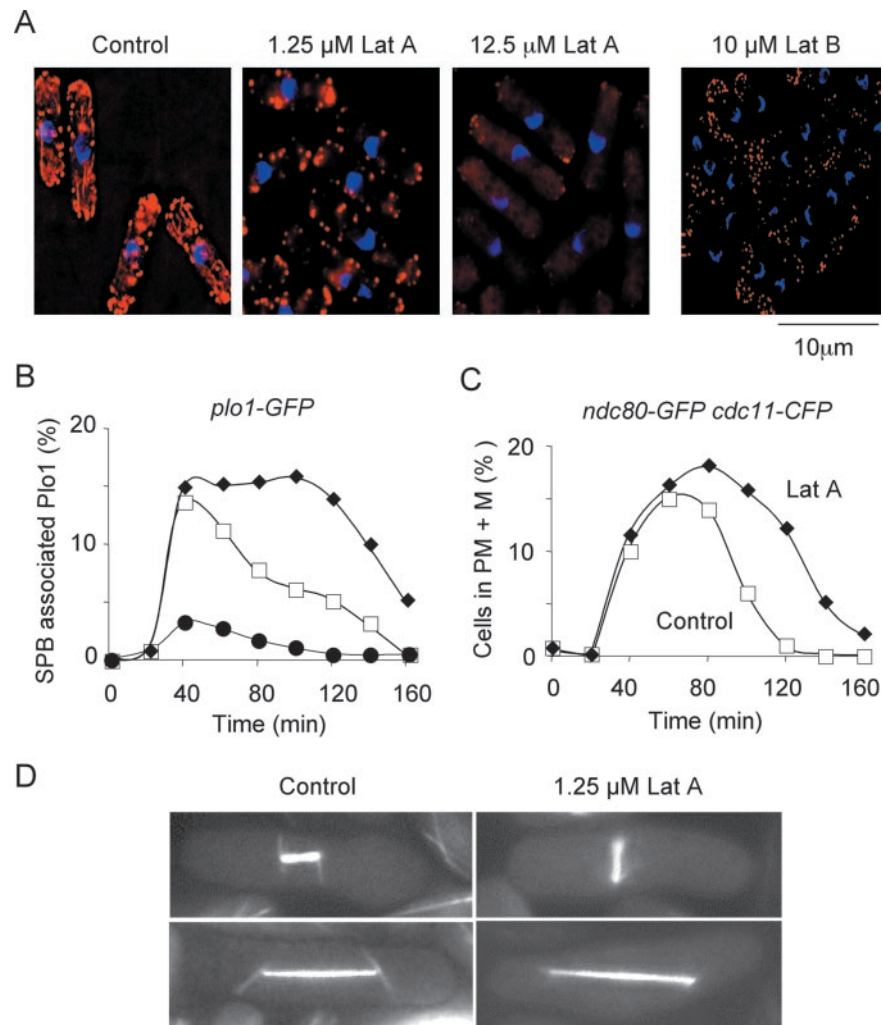 A
Control
1.25 µM Lat A
12.5 µM Lat A
10 µM Lat B
10µm
B
plo1-GFP
SPB associated Plo1 (%)
20
10
0
0
40
80
120
160
Time (min)
C
ndc80-GFP cdc11-CFP
Cells in PM + M (%)
20
10
0
Lat A
Control
0
40
80
120
160
Time (min)
D
Control
1.25 µM Lat A